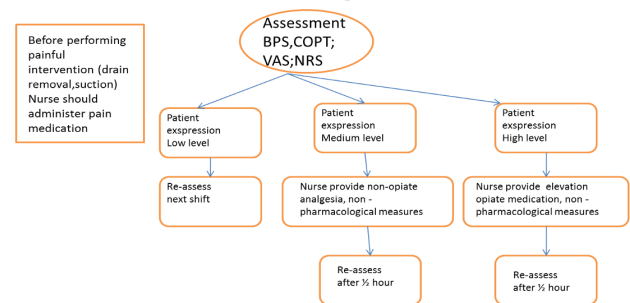 Assessment
BPS,COPT;
VAS;NRS
Before performing
painful
intervention (drain
removal,suction)
Nurse should
administer pain
medication
Patient
exspression
Low level
Patient
exspression
Medium level
Patient
exspression
High level
Re-assess
next shift
Nurse provide non-opiate
analgesia, non -
pharmacological measures
Nurse provide elevation
opiate medication, non -
pharmacological measures
Re-assess
after ½ hour
Re-assess
after ½ hour